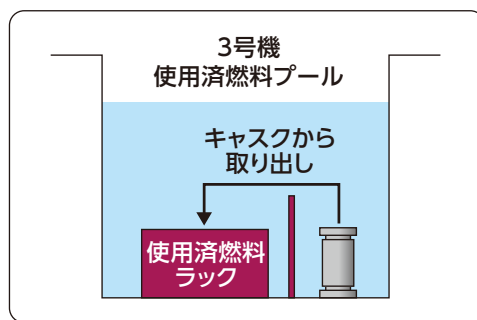 3号機
使用済燃料プール
キャスクから
取り出し
使用済燃料
ラック